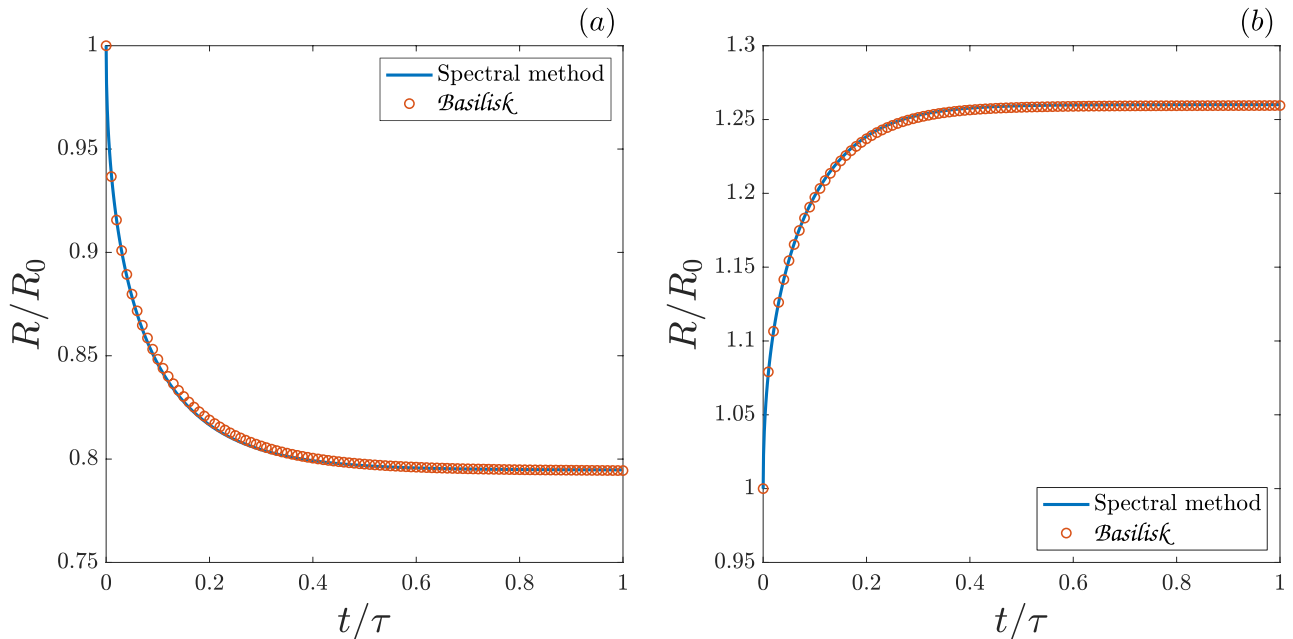 (a)
1
0.95
0.9
0.85
0.8
0.75
R/R₀
0 0.2 0.4 0.6 0.8 1
t/τ
Spectral method
Basilisk
(b)
1.3
1.25
1.2
1.15
1.1
1.05
1
0.95
R/R₀
0 0.2 0.4 0.6 0.8 1
t/τ
Spectral method
Basilisk